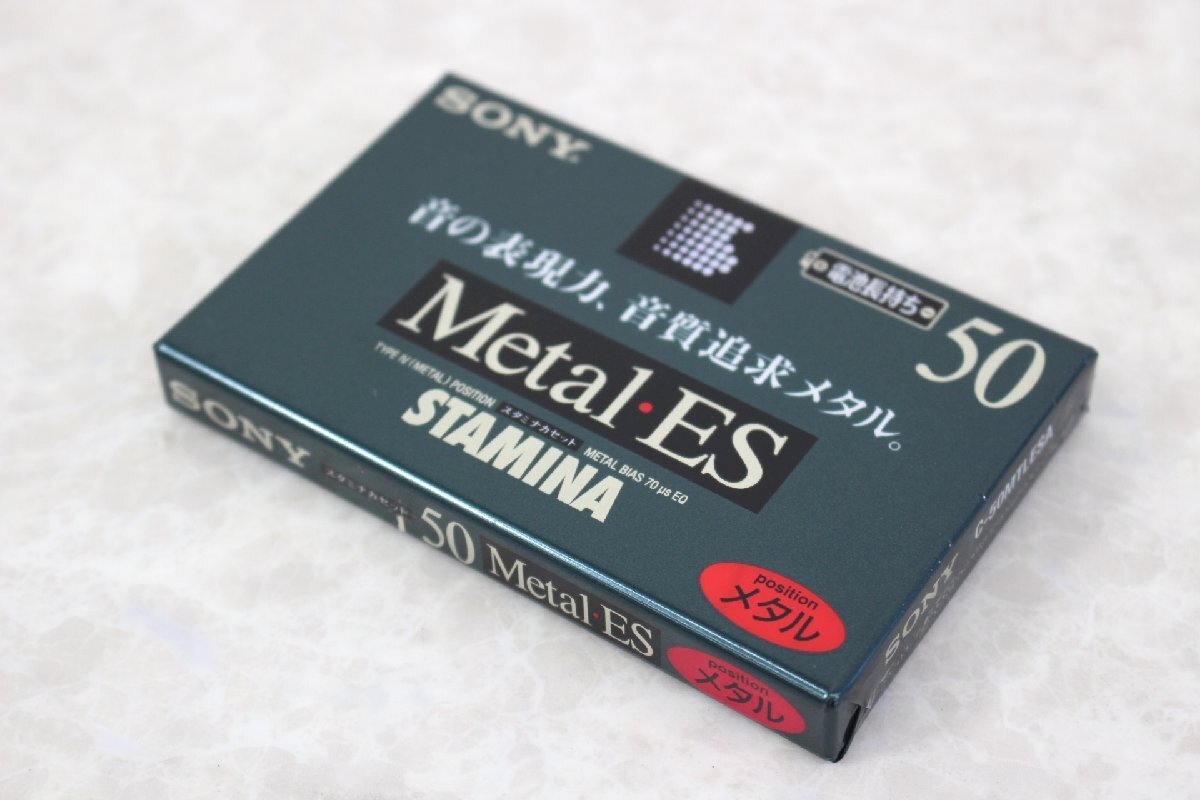 SONY
電池長持ち
50
音の表現力、音質追求メタル。
Metal・ES
TYPE IV (METAL) POSITION スタミナカセット METAL BIAS 70 μs EQ
STAMINA
position
メタル
SONY
スタミナカセット
50
Metal・ES
position
メタル
C-50MTLESA
SONY